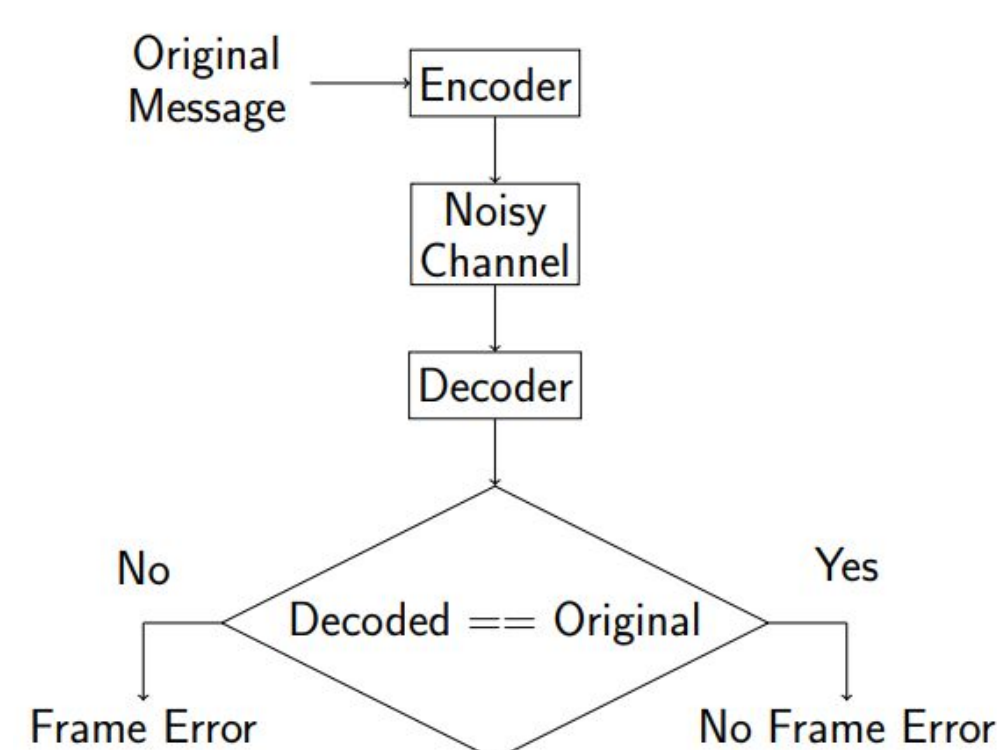 Original
Message
Encoder
Noisy
Channel
Decoder
No
Yes
Decoded == Original
Frame Error
No Frame Error